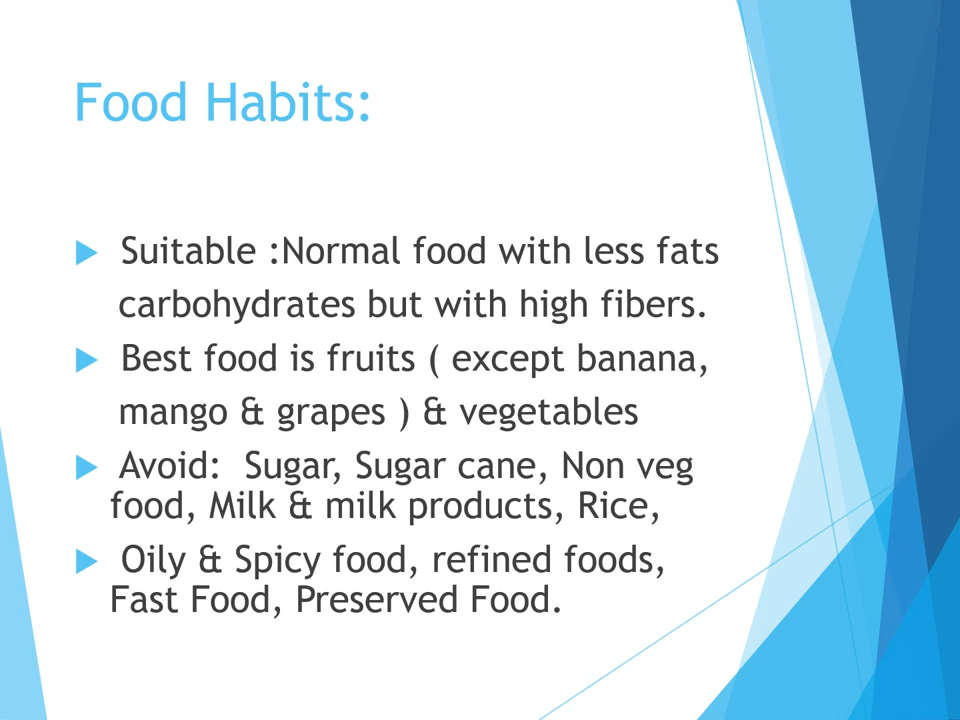 Food Habits:
Suitable :Normal food with less fats
carbohydrates but with high fibers.
Best food is fruits ( except banana,
mango & grapes ) & vegetables
Avoid:  Sugar, Sugar cane, Non veg
food, Milk & milk products, Rice,
Oily & Spicy food, refined foods,
Fast Food, Preserved Food.